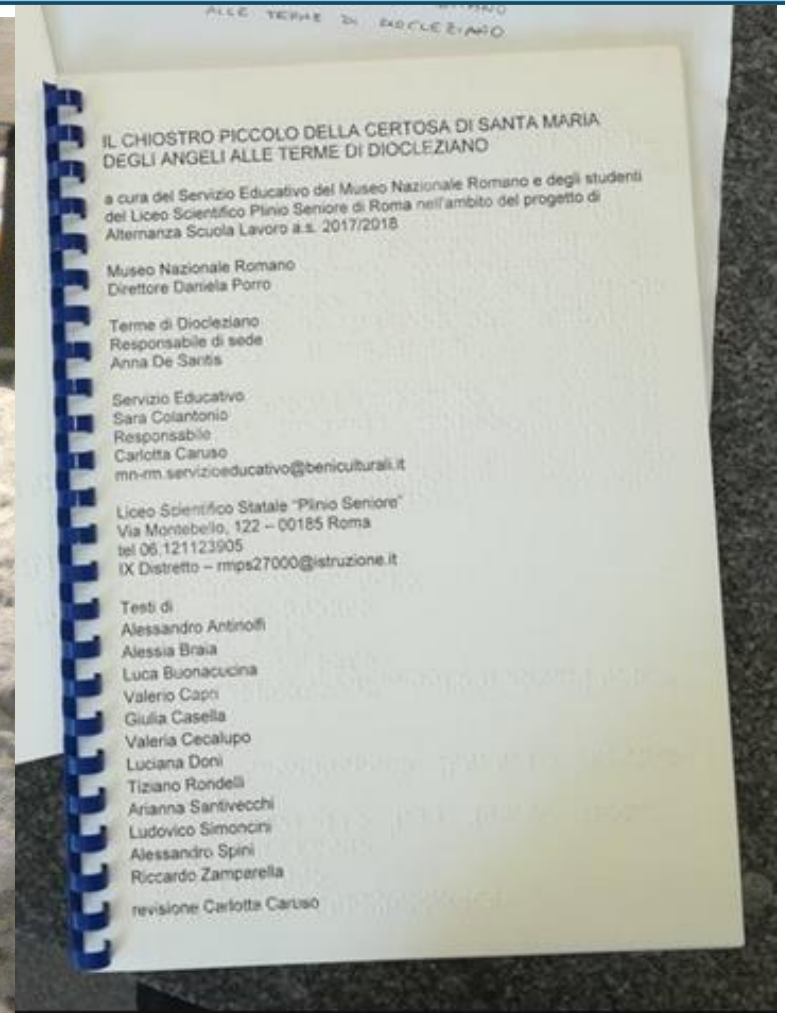 ALLE TERME DI DIOCLEZIANO
IL CHIOSTRO PICCOLO DELLA CERTOSA DI SANTA MARIA
DEGLI ANGELI ALLE TERME DI DIOCLEZIANO
a cura del Servizio Educativo del Museo Nazionale Romano e degli studenti
del Liceo Scientifico Plinio Seniore di Roma nell'ambito del progetto di
Alternanza Scuola Lavoro a.s. 2017/2018
Museo Nazionale Romano
Direttore Daniela Porro
Terme di Diocleziano
Responsabile di sede
Anna De Santis
Servizio Educativo
Sara Colantonio
Responsabile
Carlotta Caruso
mn-rm.servizioeducativo@beniculturali.it
Liceo Scientifico Statale "Plinio Seniore"
Via Montebello, 122 – 00185 Roma
tel 06.121123905
IX Distretto – rmps27000@istruzione.it
Testi di
Alessandro Antinolfi
Alessia Braia
Luca Buonacucina
Valerio Capri
Giulia Casella
Valeria Cecalupo
Luciana Doni
Tiziano Rondelli
Arianna Santivecchi
Ludovico Simoncini
Alessandro Spini
Riccardo Zamparella
revisione Carlotta Caruso